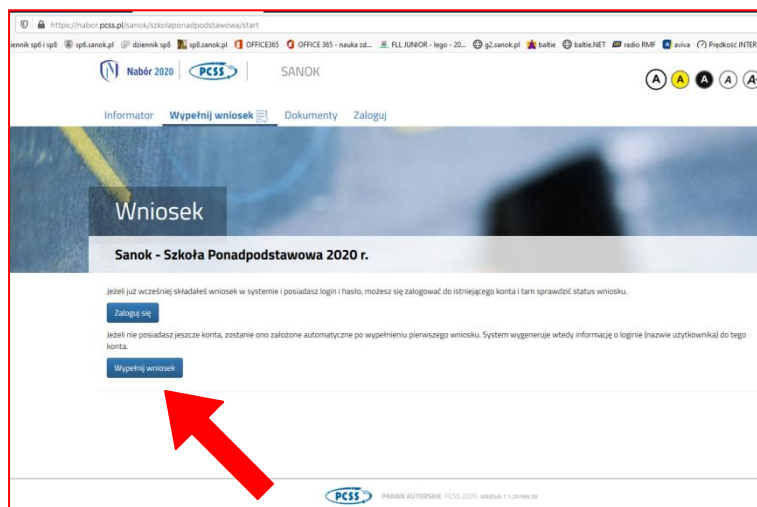 https://nabor.pcss.pl/sanok/szkolaponadpodstawowa/start
iennik sp6 i sp8 sp6.sanok.pl dziennik sp8 sp8.sanok.pl OFFICE365 OFFICE 365 - nauka zd... FLL JUNIOR - lego - 20... g2.sanok.pl baltie baltie.NET radio RMF aviva Prędkość INTER
Nabór 2020 PCSS SANOK
A A A A A
Informator Wypełnij wniosek Dokumenty Zaloguj
Wniosek
Sanok - Szkoła Ponadpodstawowa 2020 r.
Jeżeli już wcześniej składałeś wniosek w systemie i posiadasz login i hasło, możesz się zalogować do istniejącego konta i tam sprawdzić status wniosku.
Zaloguj się
Jeżeli nie posiadasz jeszcze konta, zostanie ono założone automatyczne po wypełnieniu pierwszego wniosku. System wygeneruje wtedy informację o loginie (nazwie użytkownika) do tego
konta.
Wypełnij wniosek
PCSS PRAWA AUTORSKIE PCSS 2020